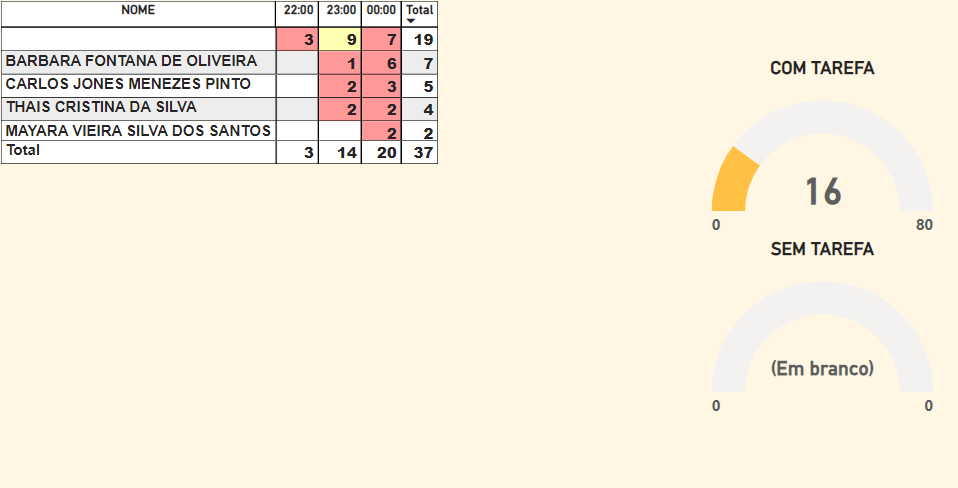 NOME 22:00 23:00 00:00 Total
3 9 7 19
BARBARA FONTANA DE OLIVEIRA 1 6 7
CARLOS JONES MENEZES PINTO 2 3 5
THAIS CRISTINA DA SILVA 2 2 4
MAYARA VIEIRA SILVA DOS SANTOS 2 2
Total 3 14 20 37
COM TAREFA
16
0 80
SEM TAREFA
(Em branco)
0 0